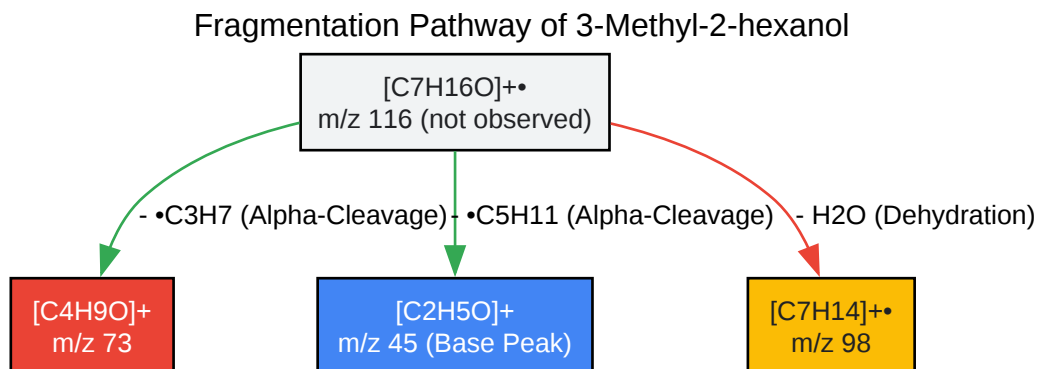 Fragmentation Pathway of 3-Methyl-2-hexanol
[C7H16O]+•
m/z 116 (not observed)
- •C3H7 (Alpha-Cleavage)
- •C5H11 (Alpha-Cleavage)
- H2O (Dehydration)
[C4H9O]+
m/z 73
[C2H5O]+
m/z 45 (Base Peak)
[C7H14]+•
m/z 98